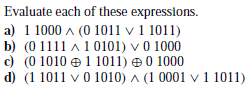 Evaluate each of these expressions.
a) 1 1000 ∧ (0 1011 ∨ 1 1011)
b) (0 1111 ∧ 1 0101) ∨ 0 1000
c) (0 1010 ⊕ 1 1011) ⊕ 0 1000
d) (1 1011 ∨ 0 1010) ∧ (1 0001 ∨ 1 1011)